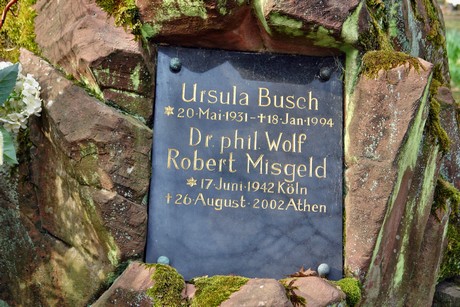 Ursula Busch
*20·Mai·1931-✝18·Jan·1994
Dr. phil. Wolf
Robert Misgeld
*17·Juni·1942 Köln
✝26·August·2002 Athen